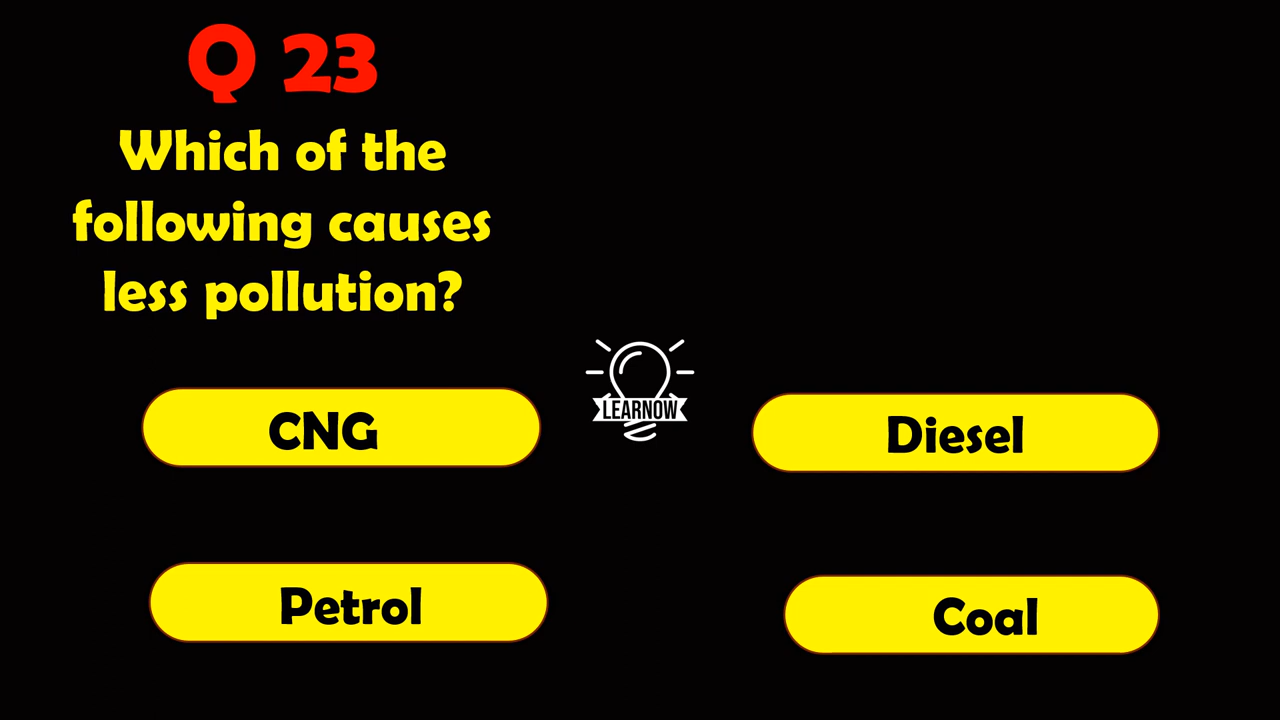 Q 23
Which of the
following causes
less pollution?
LEARNOW
CNG
Diesel
Petrol
Coal